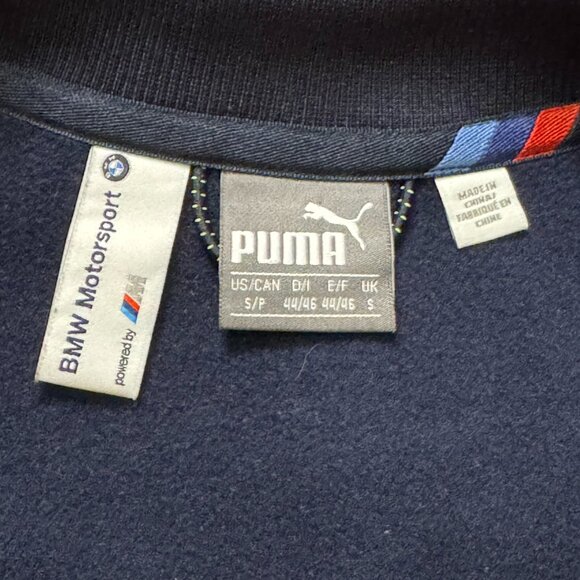 BMW Motorsport
powered by M
PUMA
US/CAN D/I E/F UK
S/P 44/46 44/46 S
MADE IN
CHINA/
FABRIQUÉ EN
CHINE